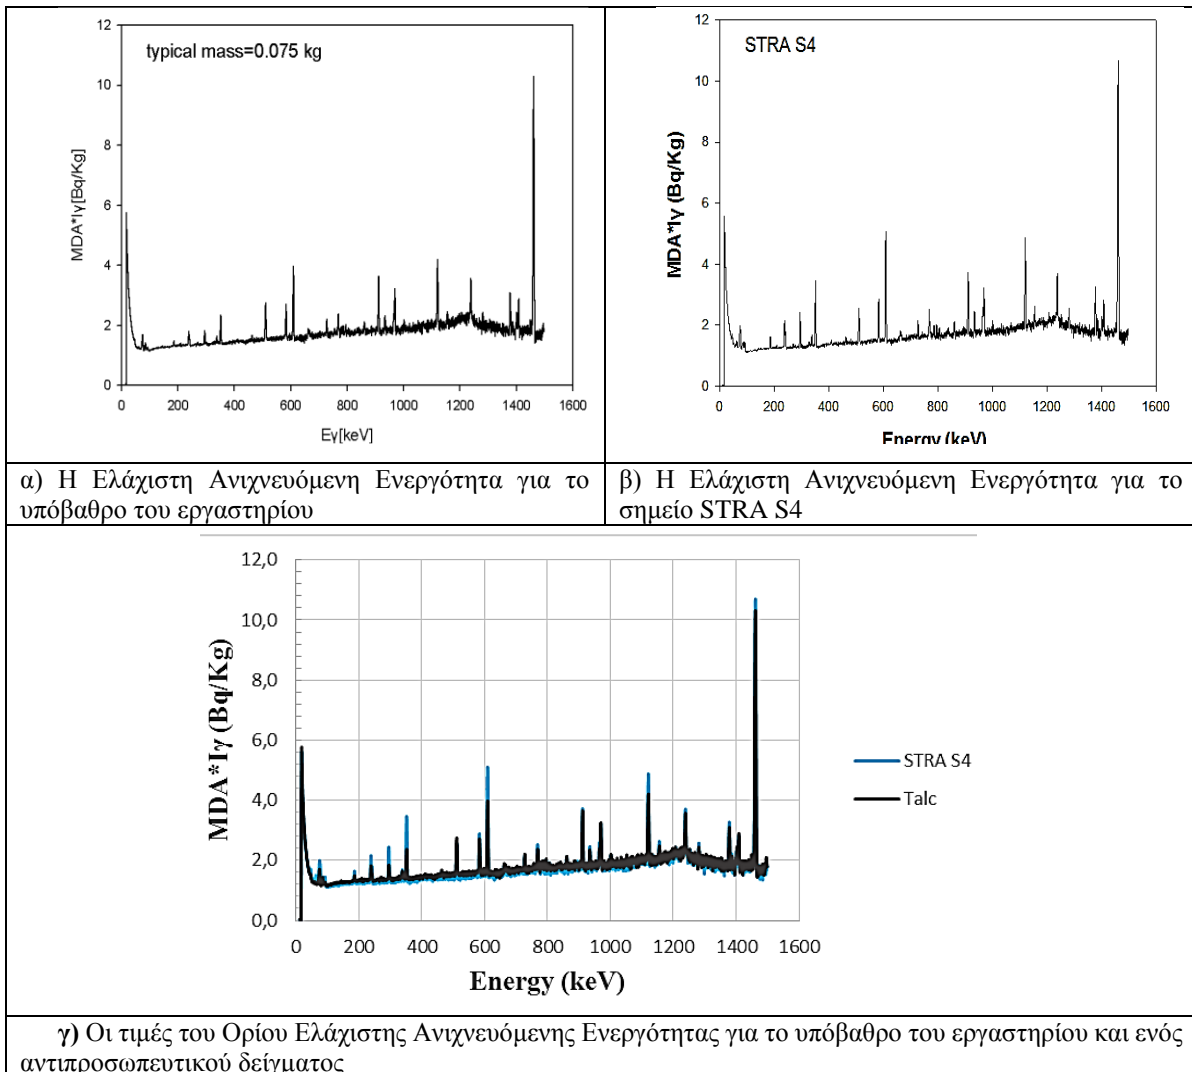 12
10
8
6
4
2
0
typical mass=0.075 kg
MDA*Iγ[Bq/Kg]
0 200 400 600 800 1000 1200 1400 1600
Eγ[keV]
12
10
8
6
4
2
0
STRA S4
MDA*Iγ (Bq/Kg)
0 200 400 600 800 1000 1200 1400 1600
Energy (keV)
α) Η Ελάχιστη Ανιχνευόμενη Ενεργότητα για το
υπόβαθρο του εργαστηρίου
β) Η Ελάχιστη Ανιχνευόμενη Ενεργότητα για το
σημείο STRA S4
12,0
10,0
8,0
6,0
4,0
2,0
0,0
MDA*Iγ (Bq/Kg)
0 200 400 600 800 1000 1200 1400 1600
Energy (keV)
STRA S4
Talc
γ) Οι τιμές του Ορίου Ελάχιστης Ανιχνευόμενης Ενεργότητας για το υπόβαθρο του εργαστηρίου και ενός
αντιπροσωπευτικού δείγματος